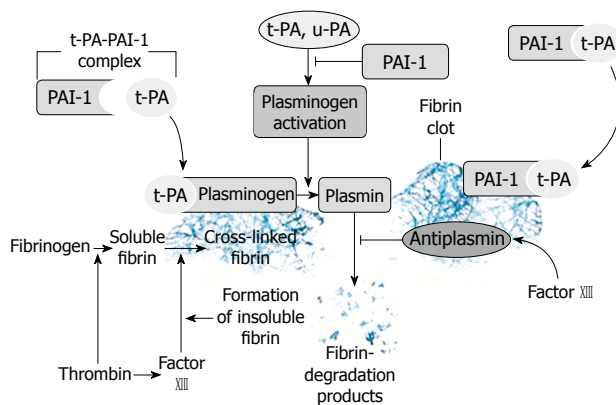 t-PA-PAI-1
complex
PAI-1
t-PA
t-PA, u-PA
PAI-1
Plasminogen
activation
PAI-1
t-PA
Fibrin
clot
t-PA
Plasminogen
Plasmin
PAI-1
t-PA
Fibrinogen
Soluble
fibrin
Cross-linked
fibrin
Antiplasmin
Factor XIII
Formation
of insoluble
fibrin
Thrombin
Factor
XIII
Fibrin-
degradation
products